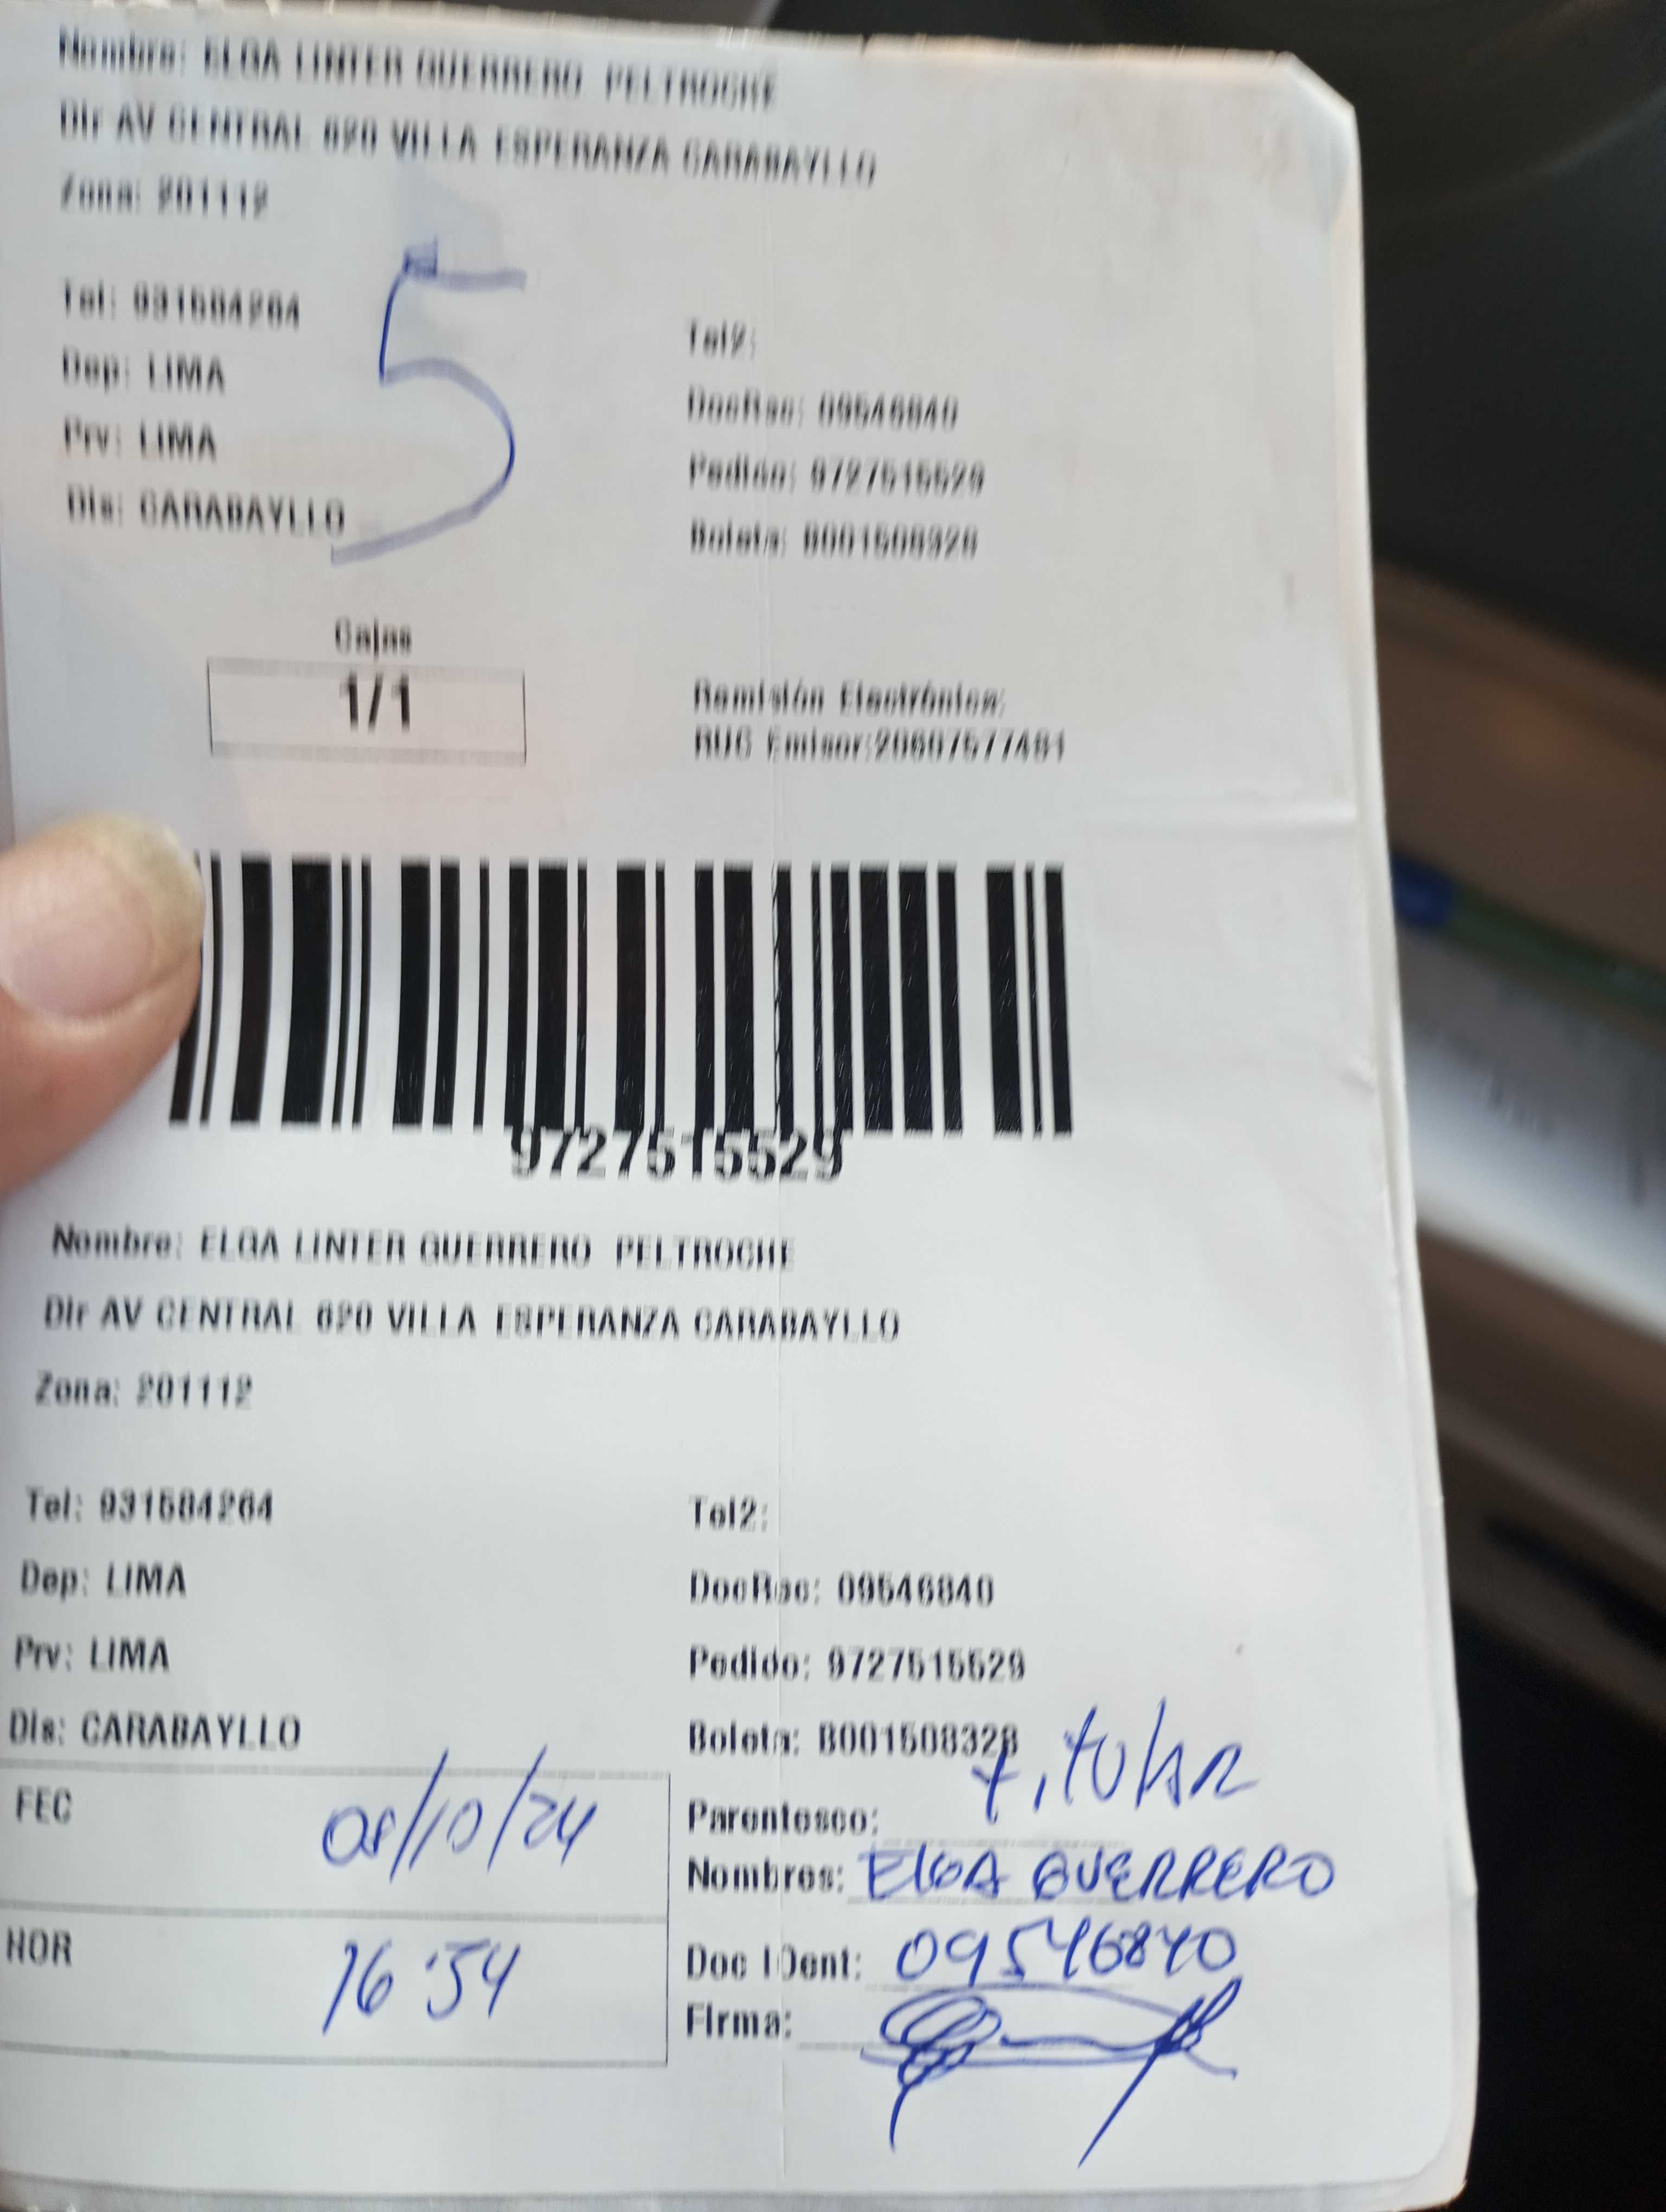 Nombre: ELGA LINTER GUERRERO PELTROCHE
Dir AV CENTRAL 620 VILLA ESPERANZA CARABAYLLO
Zona: 201112
5
Tel: 931584264
Tel2:
Dep: LIMA
DocRsc: 09546840
Prv: LIMA
Pedido: 9727515529
Dis: CARABAYLLO
Boleta: B001508328
Cajas
1/1
Remisión Electrónica:
RUC Emisor:20607577481
9727515529
Nombre: ELGA LINTER GUERRERO PELTROCHE
Dir AV CENTRAL 620 VILLA ESPERANZA CARABAYLLO
Zona: 201112
Tel: 931584264
Tel2:
Dep: LIMA
DocRsc: 09546840
Prv: LIMA
Pedido: 9727515529
Dis: CARABAYLLO
Boleta: B001508328
FEC 08/10/24
Parentesco: titular
Nombres: ELGA GUERRERO
HOR 16:54
Doc IDent: 09546840
Firma: